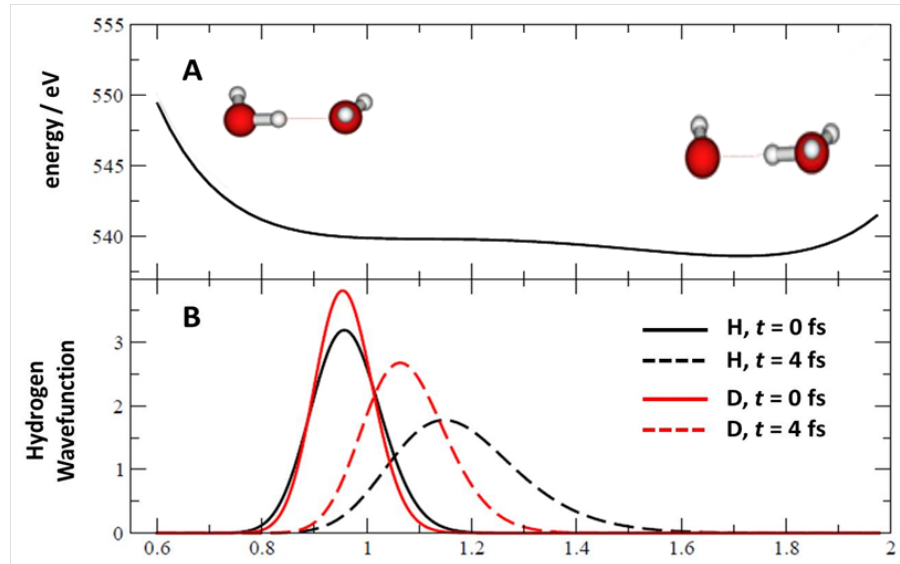 555
550
545
540
energy / eV
A
B
3
2
1
0
Hydrogen
Wavefunction
H, t = 0 fs
H, t = 4 fs
D, t = 0 fs
D, t = 4 fs
0.6 0.8 1 1.2 1.4 1.6 1.8 2